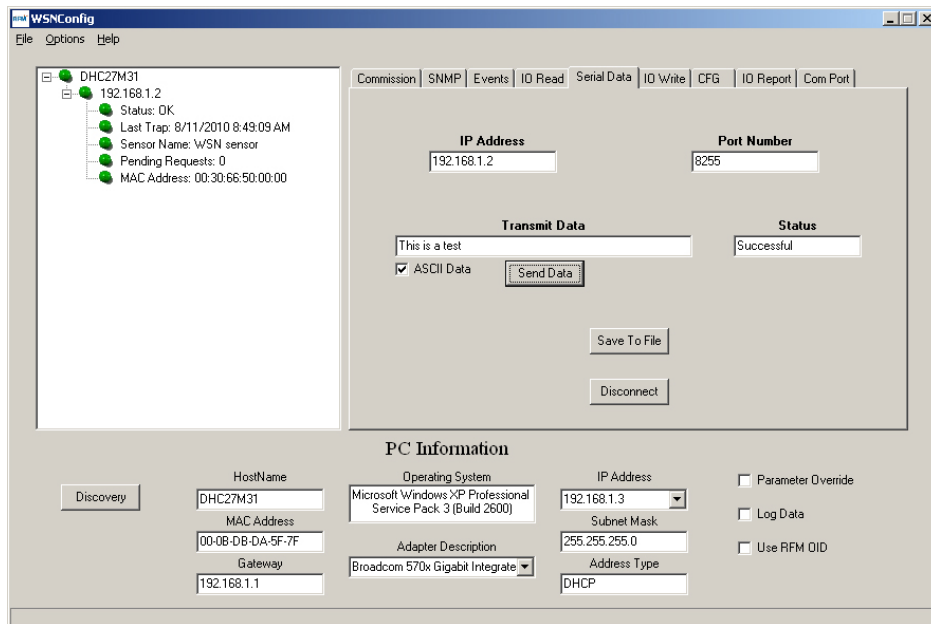 RFM WSNConfig
File Options Help
DHC27M31
192.168.1.2
Status: OK
Last Trap: 8/11/2010 8:49:09 AM
Sensor Name: WSN sensor
Pending Requests: 0
MAC Address: 00:30:66:50:00:00
Commission SNMP Events IO Read Serial Data IO Write CFG IO Report Com Port
IP Address
192.168.1.2
Port Number
8255
Transmit Data
This is a test
Status
Successful
ASCII Data
Send Data
Save To File
Disconnect
PC Information
Discovery
HostName
DHC27M31
MAC Address
00-0B-DB-DA-5F-7F
Gateway
192.168.1.1
Operating System
Microsoft Windows XP Professional
Service Pack 3 (Build 2600)
Adapter Description
Broadcom 570x Gigabit Integrate
IP Address
192.168.1.3
Subnet Mask
255.255.255.0
Address Type
DHCP
Parameter Override
Log Data
Use RFM OID